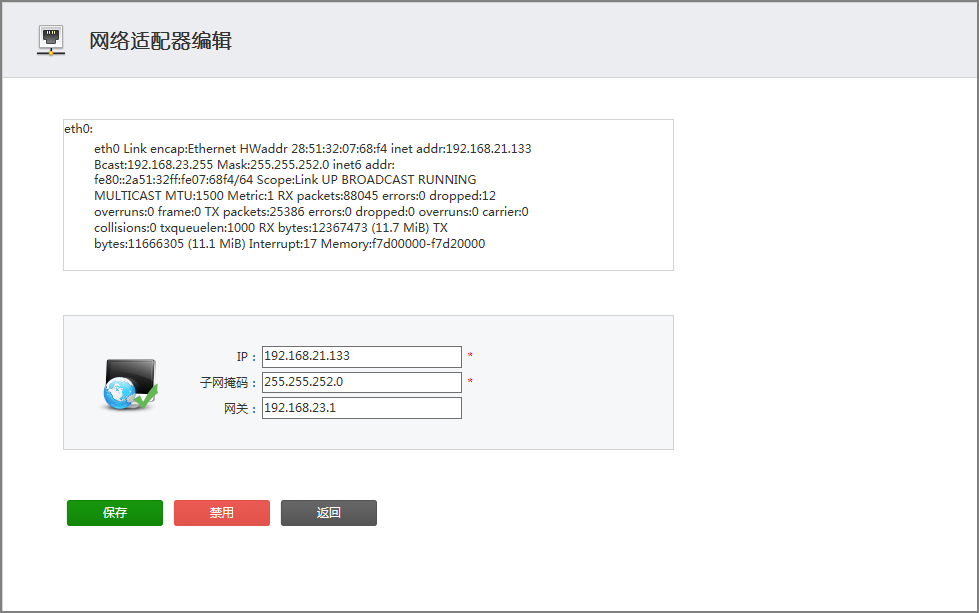 网络适配器编辑
eth0:
eth0 Link encap:Ethernet HWaddr 28:51:32:07:68:f4 inet addr:192.168.21.133
Bcast:192.168.23.255 Mask:255.255.252.0 inet6 addr:
fe80::2a51:32ff:fe07:68f4/64 Scope:Link UP BROADCAST RUNNING
MULTICAST MTU:1500 Metric:1 RX packets:88045 errors:0 dropped:12
overruns:0 frame:0 TX packets:25386 errors:0 dropped:0 overruns:0 carrier:0
collisions:0 txqueuelen:1000 RX bytes:12367473 (11.7 MiB) TX
bytes:11666305 (11.1 MiB) Interrupt:17 Memory:f7d00000-f7d20000
IP： 192.168.21.133 *
子网掩码： 255.255.252.0 *
网关： 192.168.23.1
保存 禁用 返回